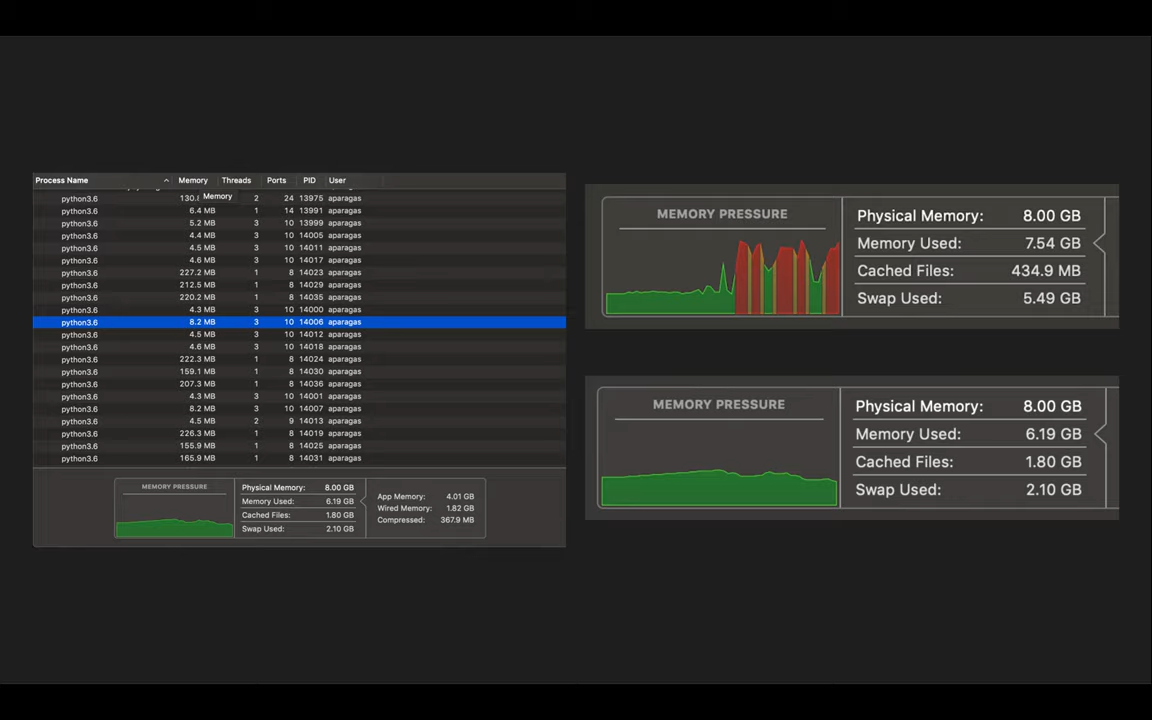 Process Name Memory Threads Ports PID User
python3.6 130. Memory 2 24 13975 aparagas
python3.6 6.4 MB 1 14 13991 aparagas
python3.6 5.2 MB 3 10 13999 aparagas
python3.6 4.4 MB 3 10 14005 aparagas
python3.6 4.5 MB 3 10 14011 aparagas
python3.6 4.6 MB 3 10 14017 aparagas
python3.6 227.2 MB 1 8 14023 aparagas
python3.6 212.5 MB 1 8 14029 aparagas
python3.6 220.2 MB 1 8 14035 aparagas
python3.6 4.3 MB 3 10 14000 aparagas
python3.6 8.2 MB 3 10 14006 aparagas
python3.6 4.5 MB 3 10 14012 aparagas
python3.6 4.6 MB 3 10 14018 aparagas
python3.6 222.3 MB 1 8 14024 aparagas
python3.6 159.1 MB 1 8 14030 aparagas
python3.6 207.3 MB 1 8 14036 aparagas
python3.6 4.3 MB 3 10 14001 aparagas
python3.6 8.2 MB 3 10 14007 aparagas
python3.6 4.5 MB 2 9 14013 aparagas
python3.6 226.3 MB 1 8 14019 aparagas
python3.6 155.9 MB 1 8 14025 aparagas
python3.6 165.9 MB 1 8 14031 aparagas
MEMORY PRESSURE
Physical Memory: 8.00 GB
Memory Used: 6.19 GB
Cached Files: 1.80 GB
Swap Used: 2.10 GB
App Memory: 4.01 GB
Wired Memory: 1.82 GB
Compressed: 367.9 MB
MEMORY PRESSURE
Physical Memory: 8.00 GB
Memory Used: 7.54 GB
Cached Files: 434.9 MB
Swap Used: 5.49 GB
MEMORY PRESSURE
Physical Memory: 8.00 GB
Memory Used: 6.19 GB
Cached Files: 1.80 GB
Swap Used: 2.10 GB